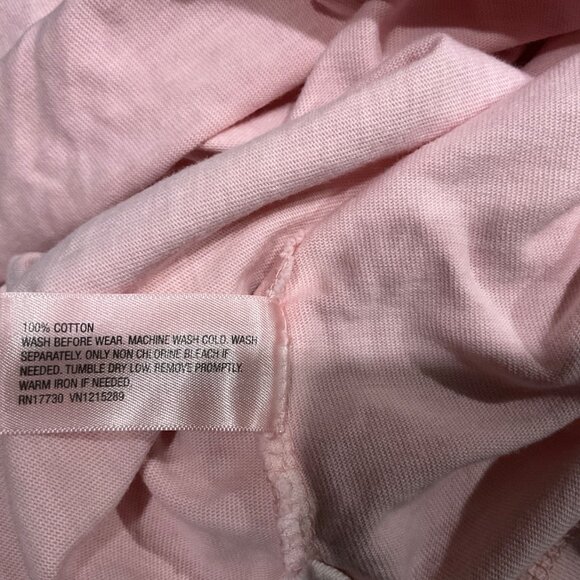 100% COTTON
WASH BEFORE WEAR. MACHINE WASH COLD. WASH
SEPARATELY. ONLY NON CHLORINE BLEACH IF
NEEDED. TUMBLE DRY LOW. REMOVE PROMPTLY.
WARM IRON IF NEEDED.
RN17730 VN1215289